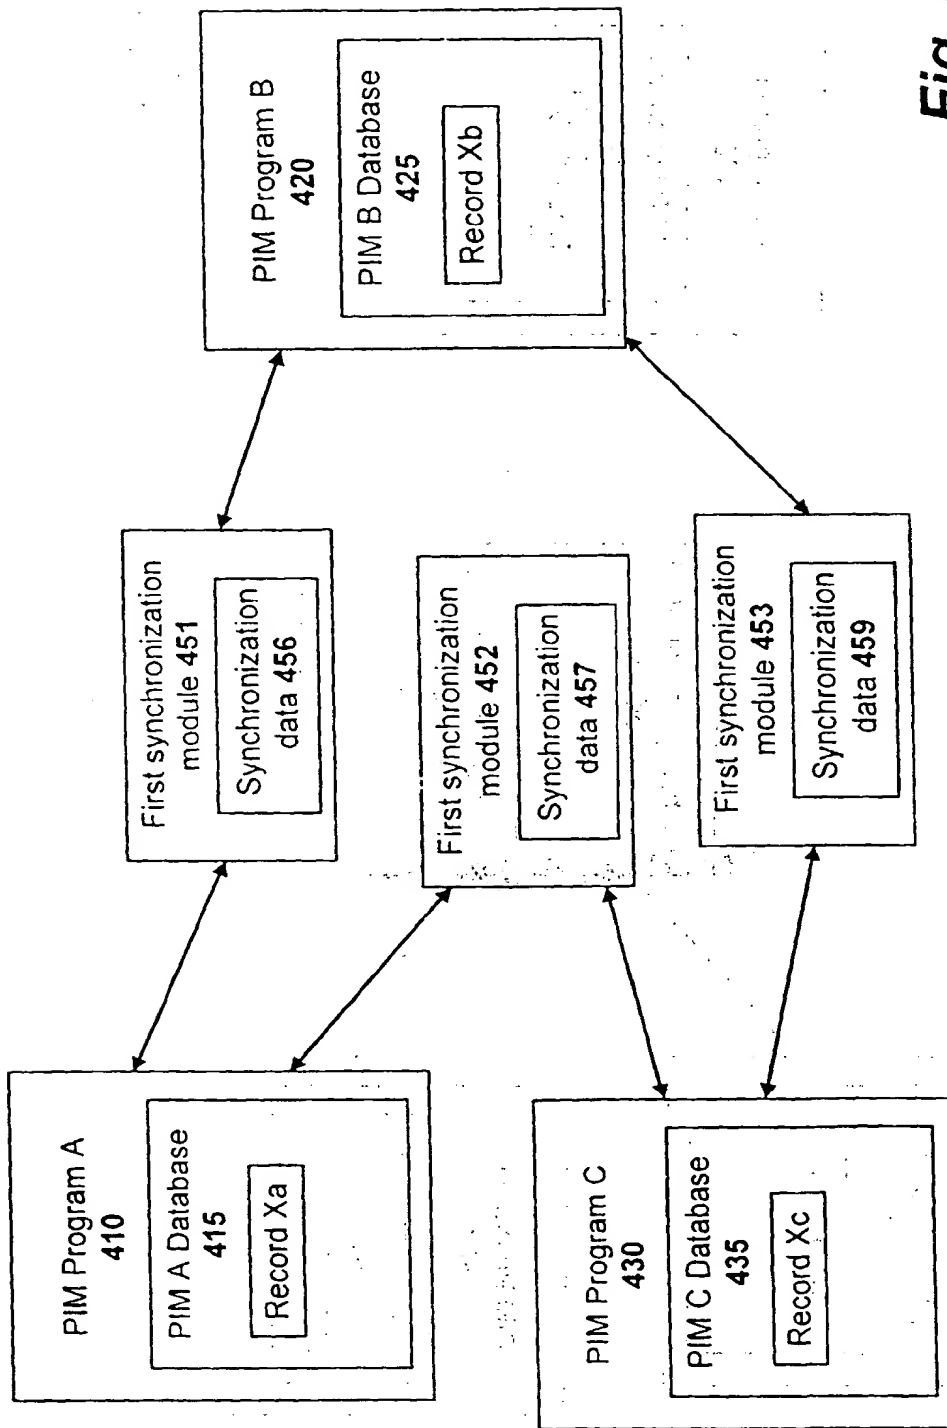 PIM Program A
410
PIM A Database
415
Record Xa
PIM Program C
430
PIM C Database
435
Record Xc
First synchronization
module 451
Synchronization
data 456
First synchronization
module 452
Synchronization
data 457
First synchronization
module 453
Synchronization
data 459
PIM Program B
420
PIM B Database
425
Record Xb
Fig